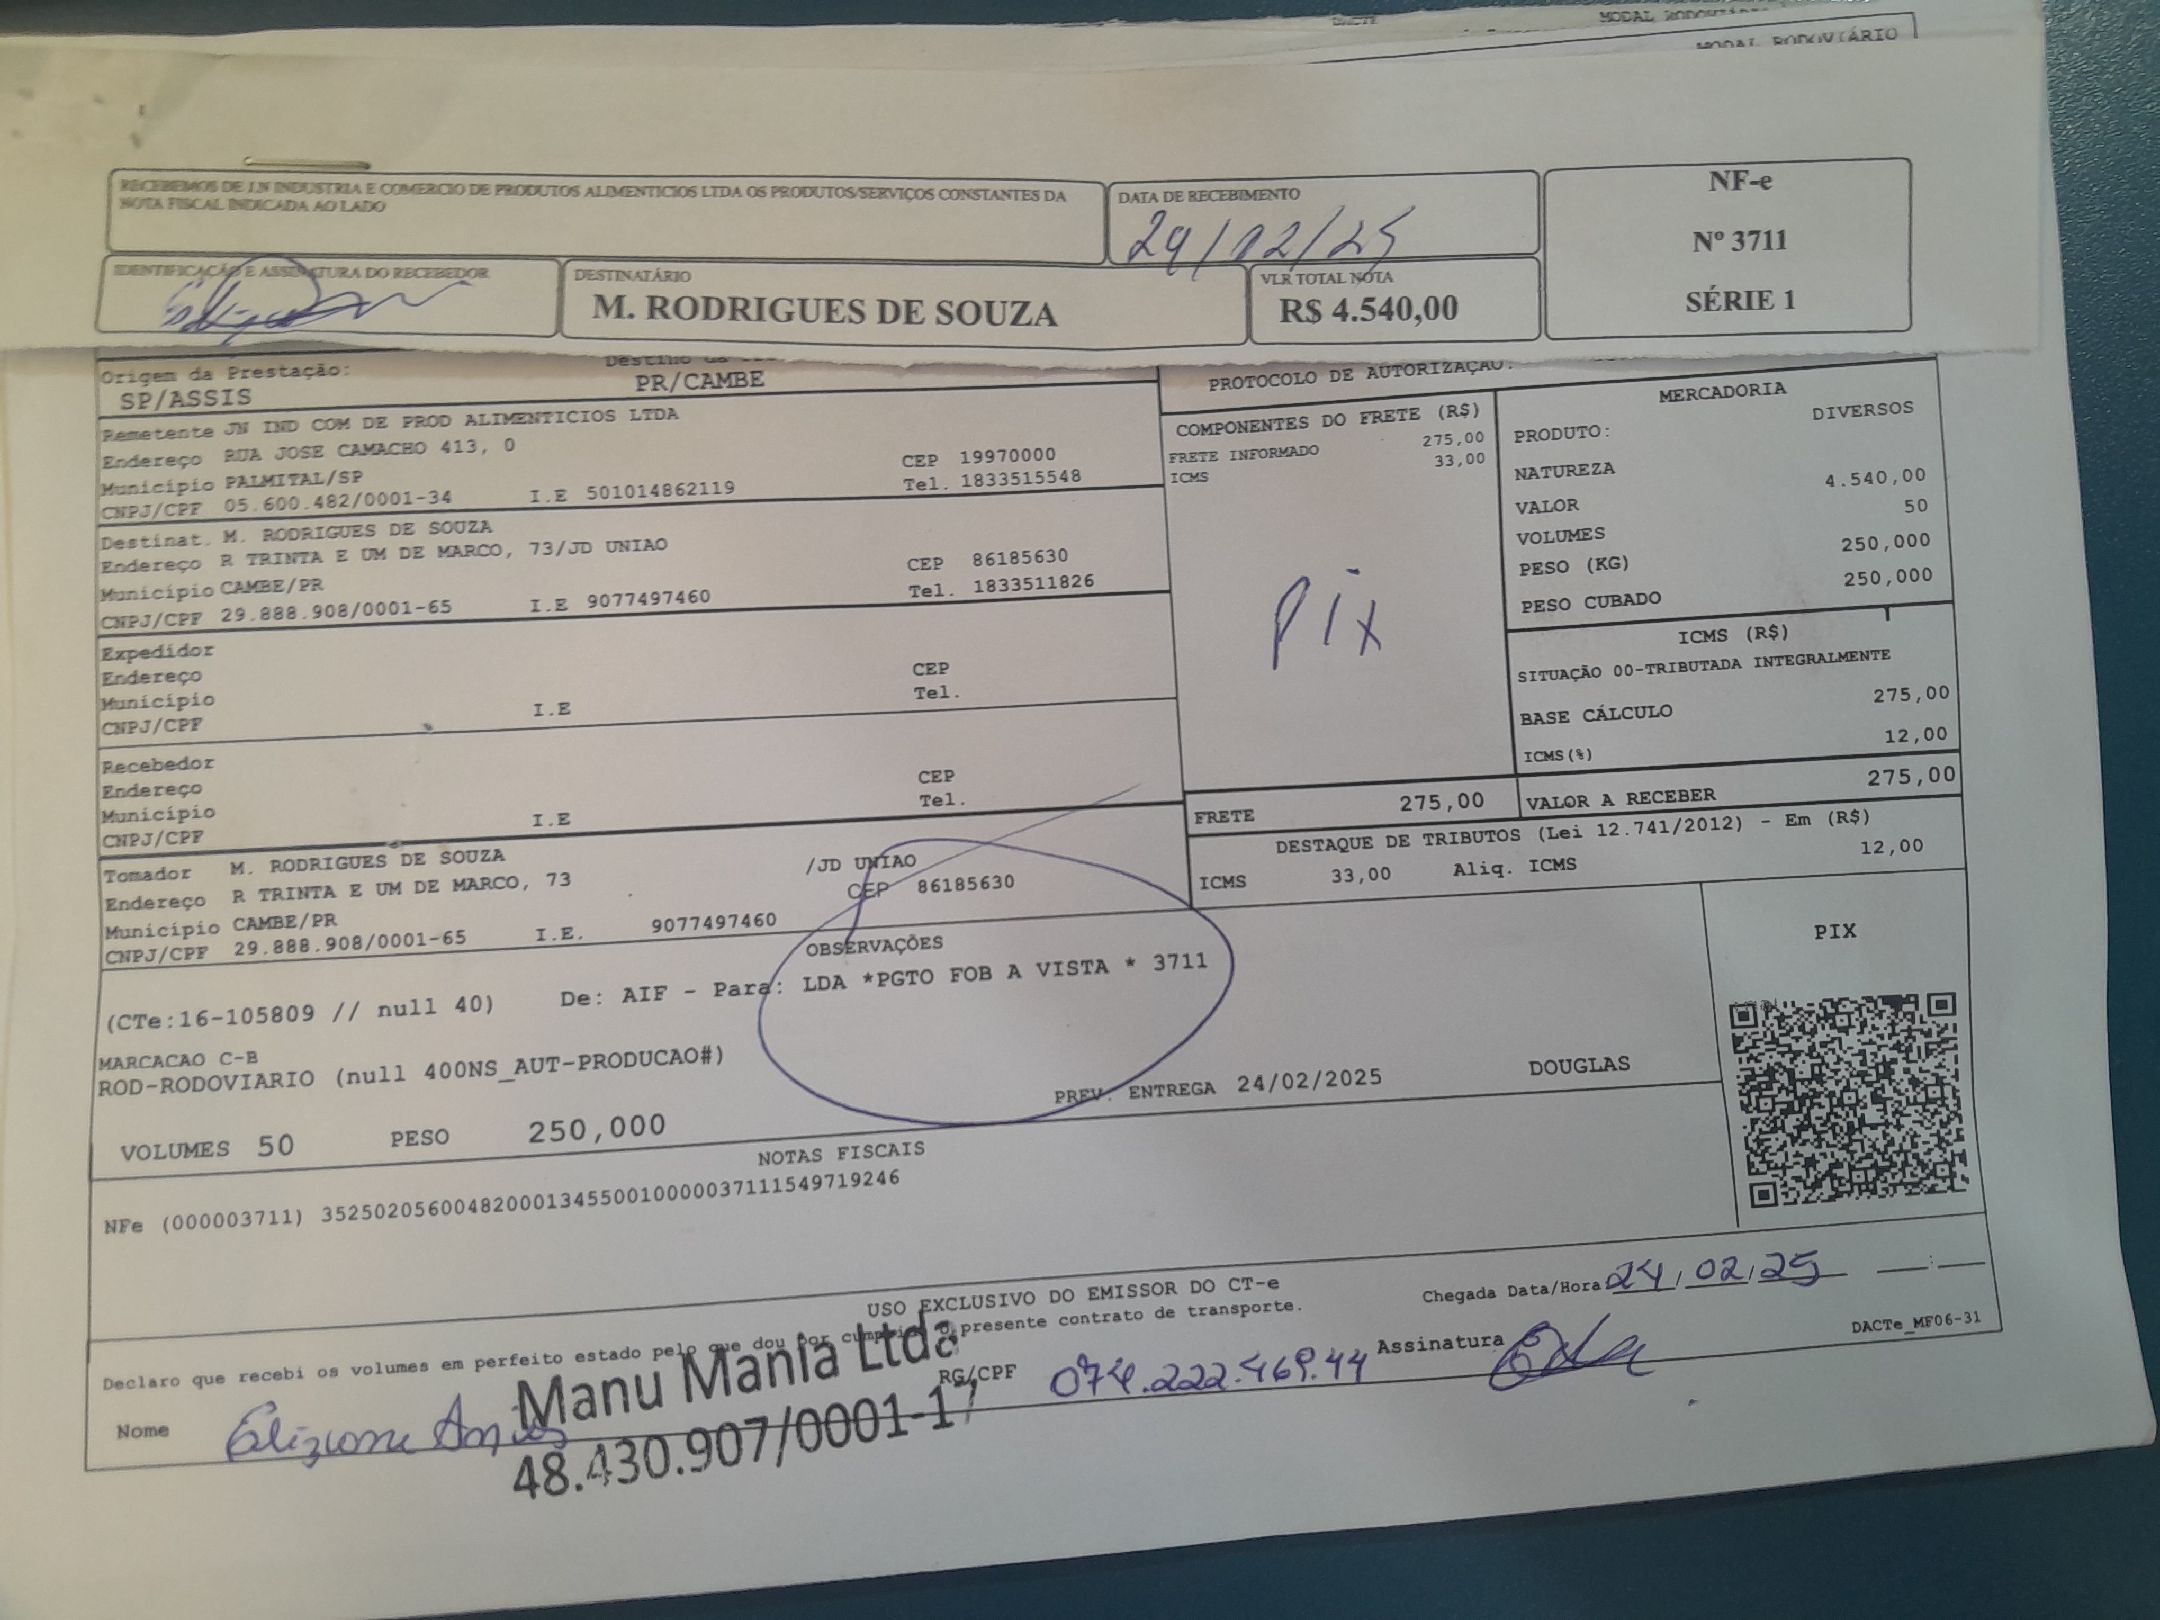 DACTE
MODAL RODOVIÁRIO
MODAL RODOVIÁRIO
RECEBEMOS DE J.N INDUSTRIA E COMERCIO DE PRODUTOS ALIMENTICIOS LTDA OS PRODUTOS/SERVIÇOS CONSTANTES DA
NOTA FISCAL INDICADA AO LADO
DATA DE RECEBIMENTO
24/02/25
NF-e
Nº 3711
SÉRIE 1
IDENTIFICAÇÃO E ASSINATURA DO RECEBEDOR
DESTINATÁRIO
M. RODRIGUES DE SOUZA
VLR TOTAL NOTA
R$ 4.540,00
Origem da Prestação:
SP/ASSIS
Destino da
PR/CAMBE
PROTOCOLO DE AUTORIZAÇÃO:
Remetente JN IND COM DE PROD ALIMENTICIOS LTDA
Endereço RUA JOSE CAMACHO 413, 0
CEP 19970000
Município PALMITAL/SP
Tel. 1833515548
CNPJ/CPF 05.600.482/0001-34 I.E 501014862119
Destinat. M. RODRIGUES DE SOUZA
Endereço R TRINTA E UM DE MARCO, 73/JD UNIAO
CEP 86185630
Município CAMBE/PR
Tel. 1833511826
CNPJ/CPF 29.888.908/0001-65 I.E 9077497460
Expedidor
Endereço
CEP
Município
Tel.
CNPJ/CPF I.E
Recebedor
Endereço
CEP
Município
Tel.
CNPJ/CPF I.E
Tomador M. RODRIGUES DE SOUZA
Endereço R TRINTA E UM DE MARCO, 73 /JD UNIAO
CEP 86185630
Município CAMBE/PR
CNPJ/CPF 29.888.908/0001-65 I.E. 9077497460
COMPONENTES DO FRETE (R$)
FRETE INFORMADO 275,00
ICMS 33,00
Pix
MERCADORIA
PRODUTO: DIVERSOS
NATUREZA
VALOR 4.540,00
VOLUMES 50
PESO (KG) 250,000
PESO CUBADO 250,000
ICMS (R$)
SITUAÇÃO 00-TRIBUTADA INTEGRALMENTE
BASE CÁLCULO 275,00
ICMS(%) 12,00
FRETE 275,00
VALOR A RECEBER 275,00
DESTAQUE DE TRIBUTOS (Lei 12.741/2012) - Em (R$)
ICMS 33,00 Aliq. ICMS 12,00
OBSERVAÇÕES
(CTe:16-105809 // null 40) De: AIF - Para: LDA *PGTO FOB A VISTA * 3711
MARCACAO C-B
ROD-RODOVIARIO (null 400NS_AUT-PRODUCAO#)
PREV. ENTREGA 24/02/2025 DOUGLAS
VOLUMES 50 PESO 250,000
PIX
NOTAS FISCAIS
NFe (000003711) 35250205600482000134550010000037111549719246
USO EXCLUSIVO DO EMISSOR DO CT-e
Chegada Data/Hora 24/02/25 __:__
Declaro que recebi os volumes em perfeito estado pelo que dou por cumprido o presente contrato de transporte.
Nome
RG/CPF 074.222.469.44
Assinatura
DACTe_MF06-31
Manu Mania Ltda
48.430.907/0001-17